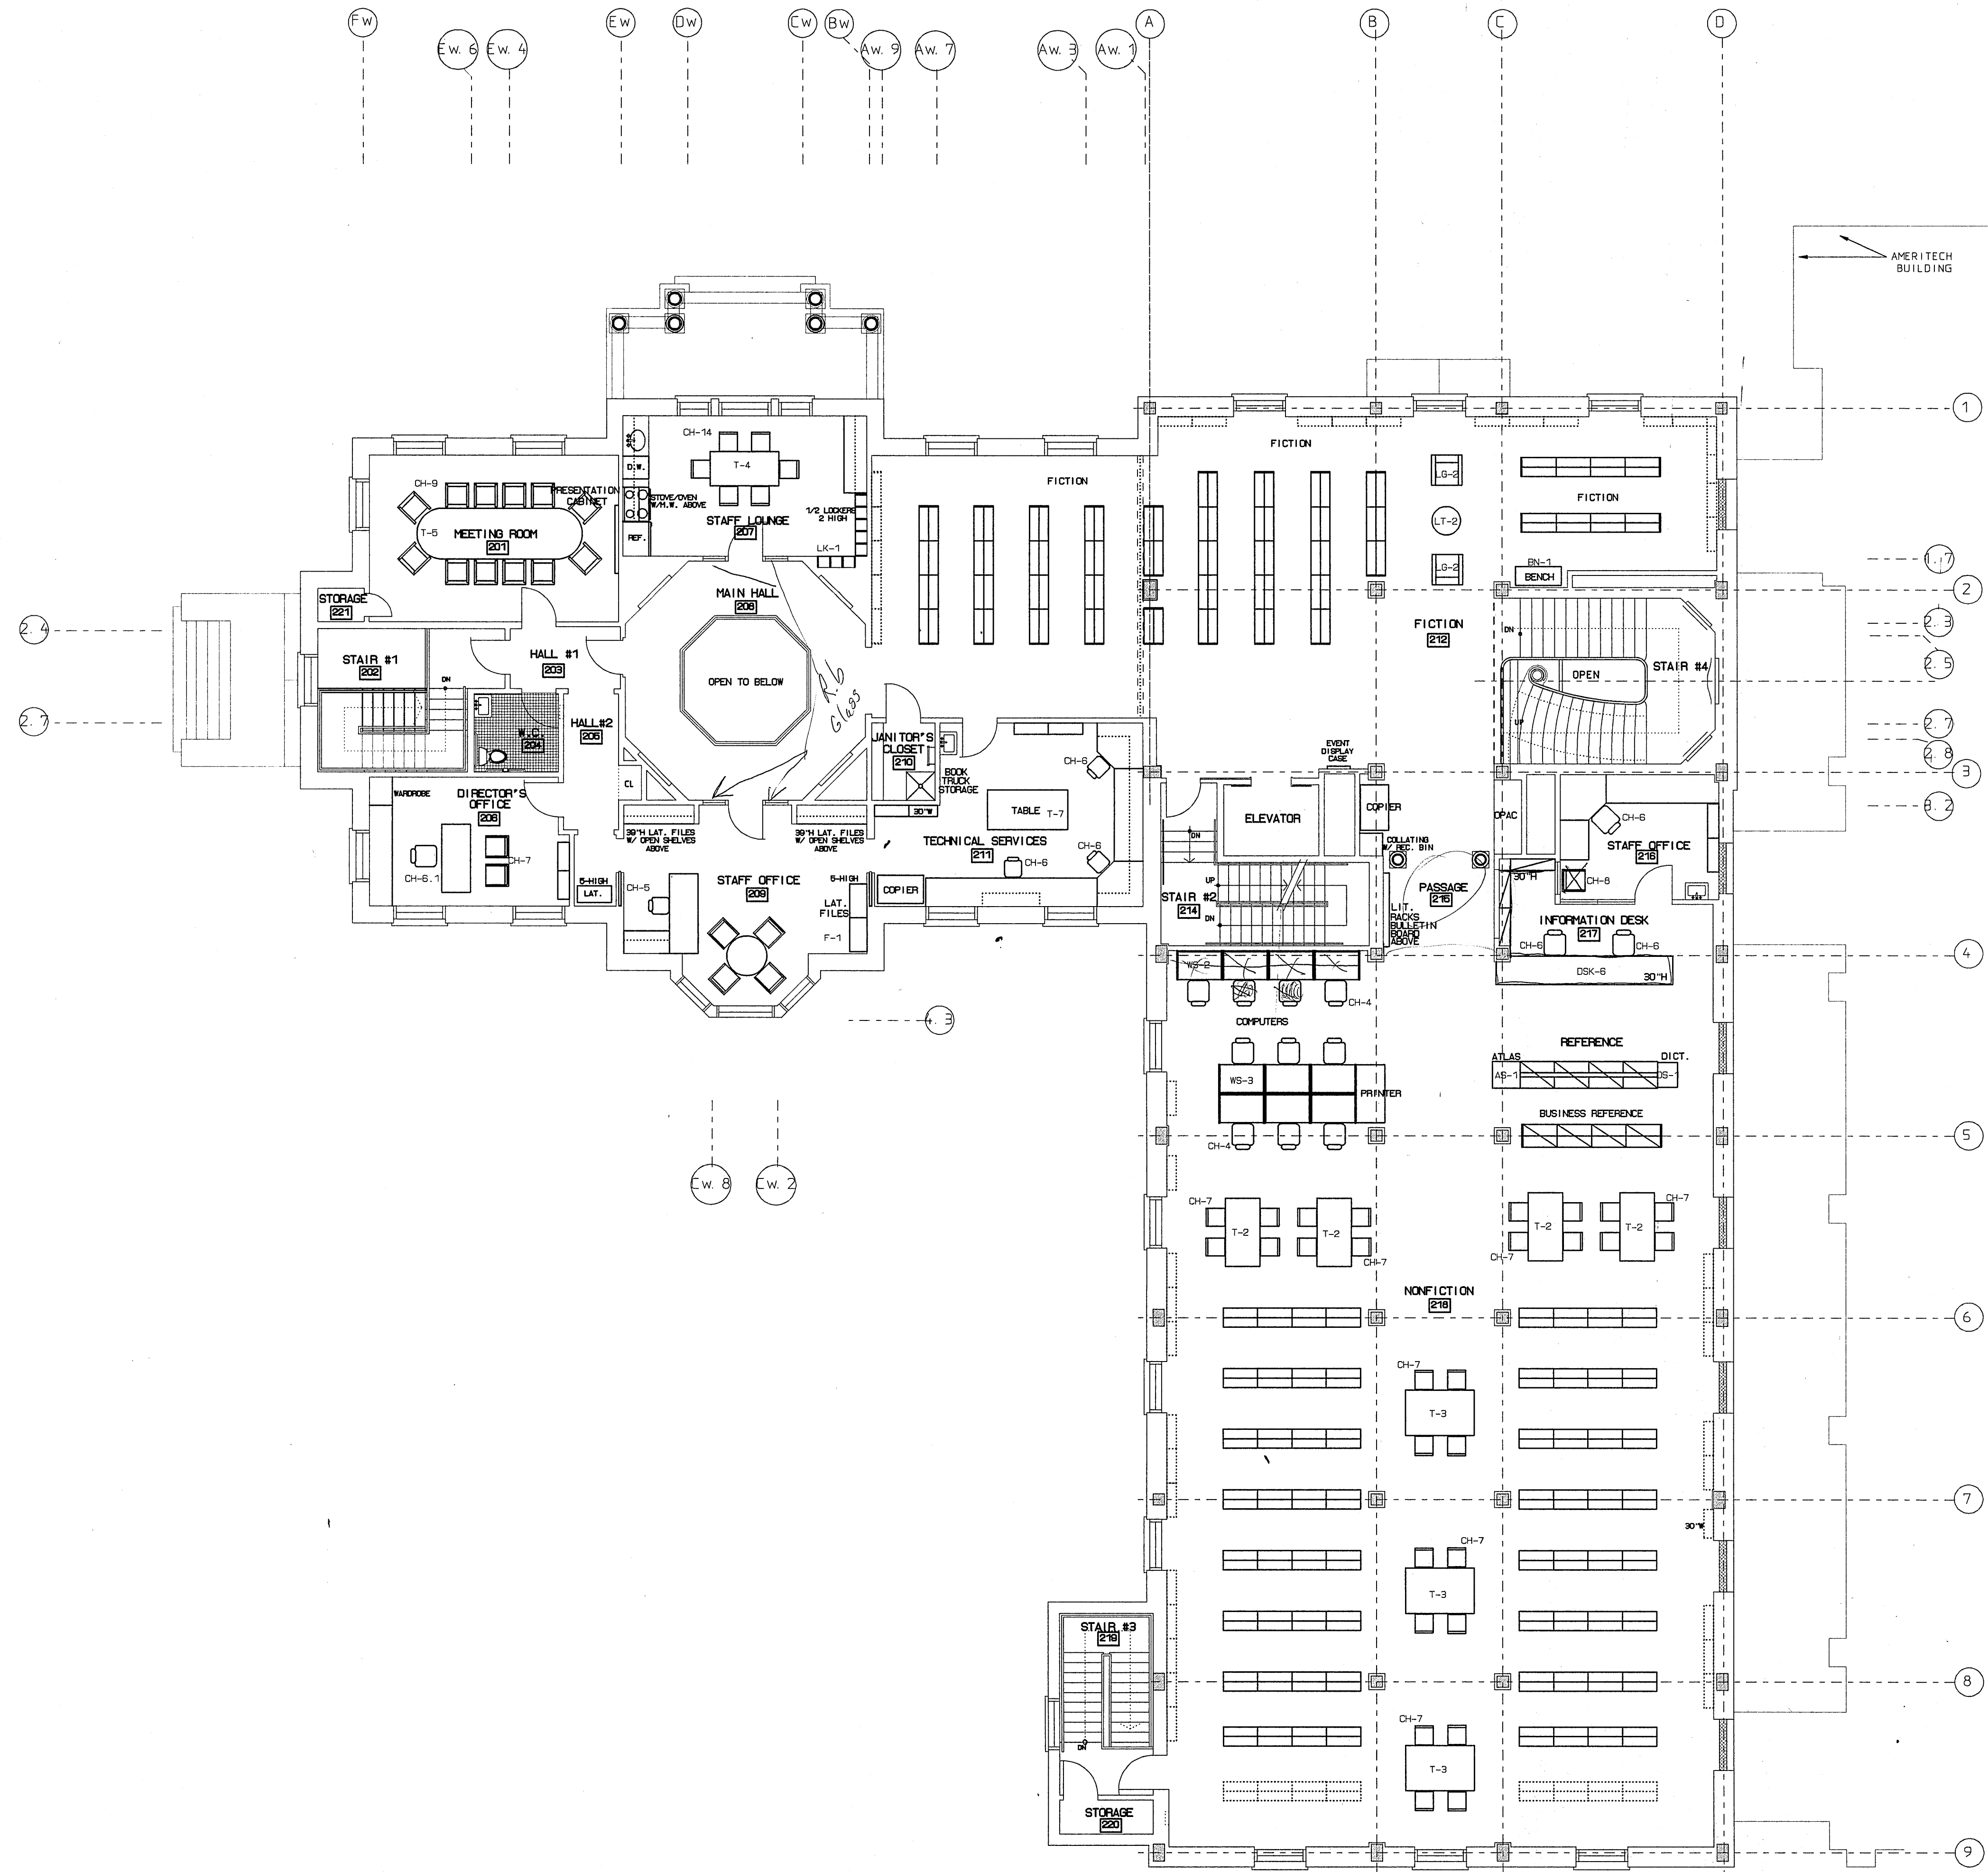 Fw
Ew
Dw
Cw
Bw
A
B
C
D
Ew. 6
Ew. 4
Aw. 9
Aw. 7
Aw. 3
Aw. 1
AMERITECH
BUILDING
1
1.7
2
2.3
2.5
2.7
2.8
3
3.2
4
5
6
7
8
9
2.4
2.7
4.3
Cw. 8
Cw. 2
CH-9
PRESENTATION
CABINET
T-5
MEETING ROOM
201
STORAGE
221
STAIR #1
202
DN
HALL #1
203
W.C.
204
HALL#2
205
WARDROBE
DIRECTOR'S
OFFICE
206
CH-7
CH-6.1
5-HIGH
LAT.
CL
CH-14
T-4
D.W.
STOVE/OVEN
W/M.W. ABOVE
REF.
STAFF LOUNGE
207
1/2 LOCKERS
2 HIGH
LK-1
MAIN HALL
208
OPEN TO BELOW
R.b
Glass
39"H LAT. FILES
W/ OPEN SHELVES
ABOVE
39"H LAT. FILES
W/ OPEN SHELVES
ABOVE
CH-5
STAFF OFFICE
209
5-HIGH
LAT.
FILES
F-1
FICTION
JANITOR'S
CLOSET
210
BOOK
TRUCK
STORAGE
30"W
CH-6
TABLE
T-7
TECHNICAL SERVICES
211
CH-6
CH-6
COPIER
FICTION
LG-2
LT-2
LG-2
FICTION
BN-1
BENCH
FICTION
212
DN
OPEN
STAIR #4
UP
EVENT
DISPLAY
CASE
ELEVATOR
COPIER
COLLATING
W/ REC. BIN
DN
UP
STAIR #2
214
DN
PASSAGE
215
LIT.
RACKS
BULLETIN
BOARD
ABOVE
OPAC
CH-6
STAFF OFFICE
216
30"H
CH-8
INFORMATION DESK
217
CH-6
CH-6
DSK-6
30"H
WS-2
CH-4
COMPUTERS
WS-3
PRINTER
CH-4
REFERENCE
ATLAS
DICT.
AS-1
DS-1
BUSINESS REFERENCE
CH-7
T-2
T-2
CH-7
CH-7
T-2
T-2
CH-7
NONFICTION
218
CH-7
T-3
CH-7
T-3
30"W
CH-7
T-3
STAIR #3
219
DN
STORAGE
220